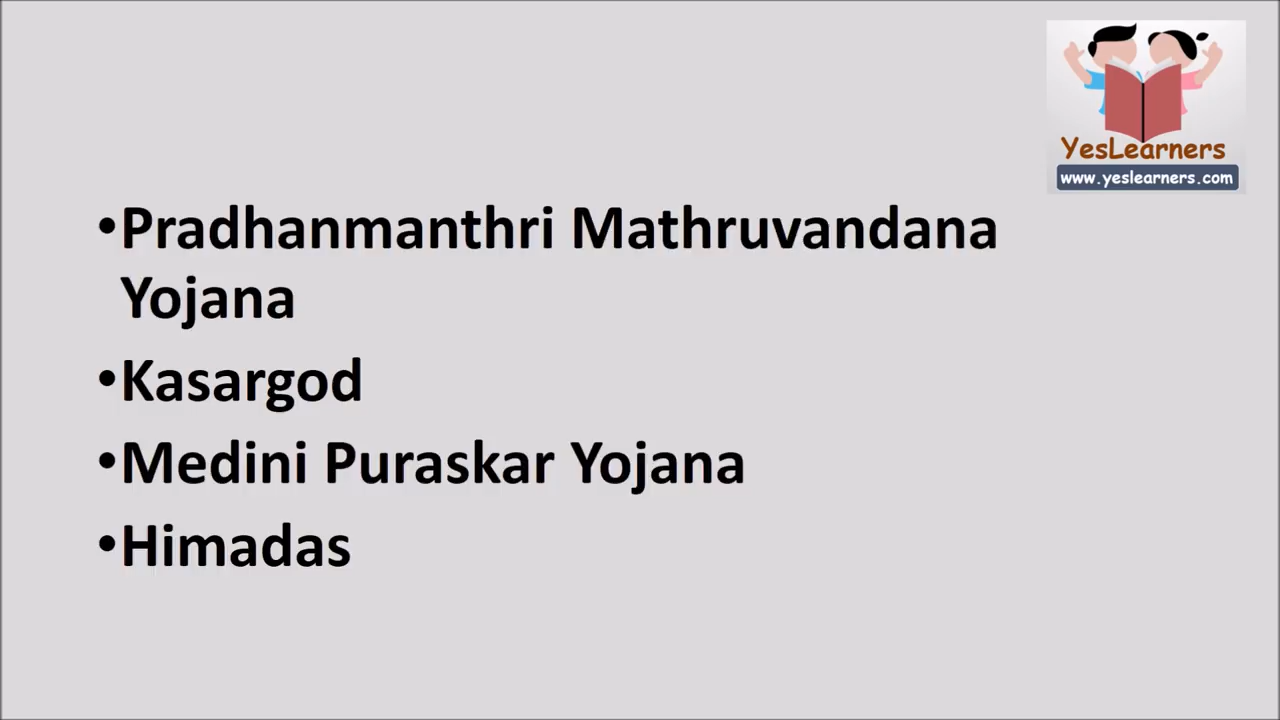 YesLearners
www.yeslearners.com
•Pradhanmanthri Mathruvandana
Yojana
•Kasargod
•Medini Puraskar Yojana
•Himadas